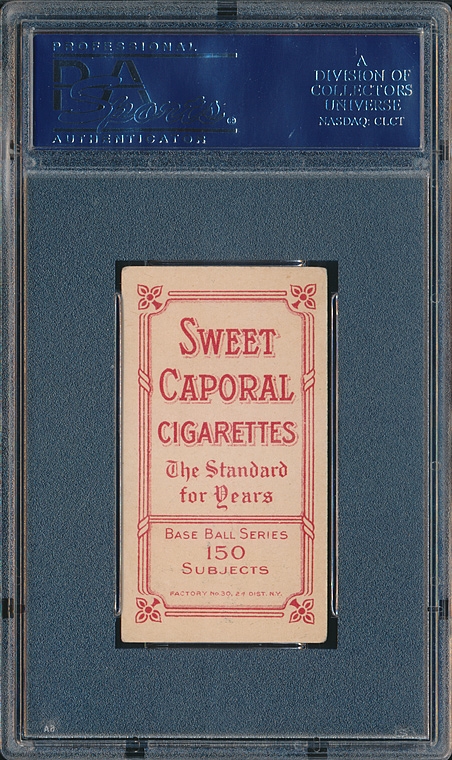 PROFESSIONAL
PSA
Sports®
AUTHENTICATOR
A
DIVISION OF
COLLECTORS
UNIVERSE
NASDAQ: CLCT
SWEET
CAPORAL
CIGARETTES
The Standard
for Years
BASE BALL SERIES
150
SUBJECTS
FACTORY No 30, 2d DIST. N.Y.